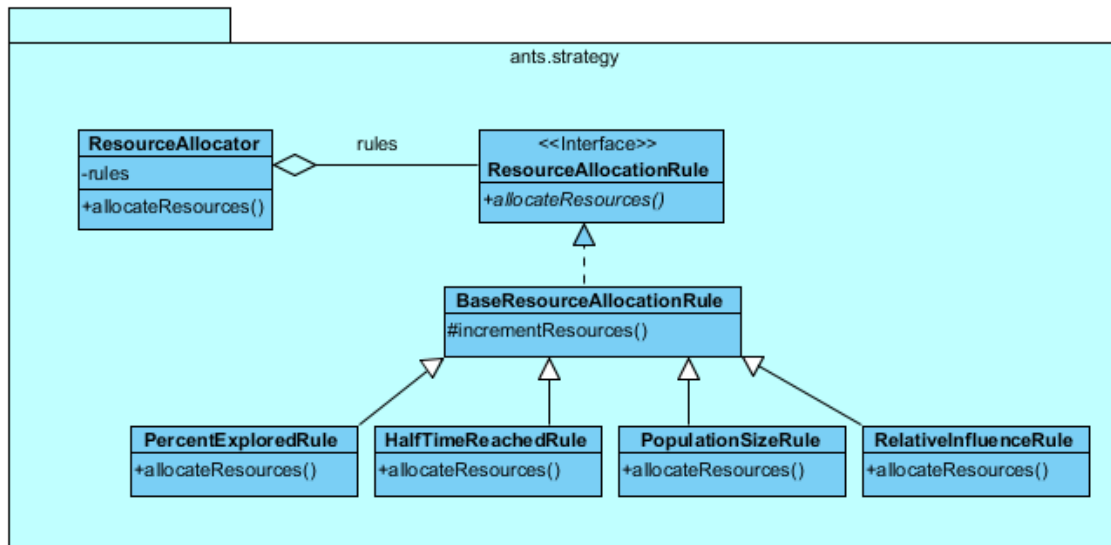 ants.strategy
ResourceAllocator
-rules
+allocateResources()
rules
<<Interface>>
ResourceAllocationRule
+allocateResources()
BaseResourceAllocationRule
#incrementResources()
PercentExploredRule
+allocateResources()
HalfTimeReachedRule
+allocateResources()
PopulationSizeRule
+allocateResources()
RelativeInfluenceRule
+allocateResources()